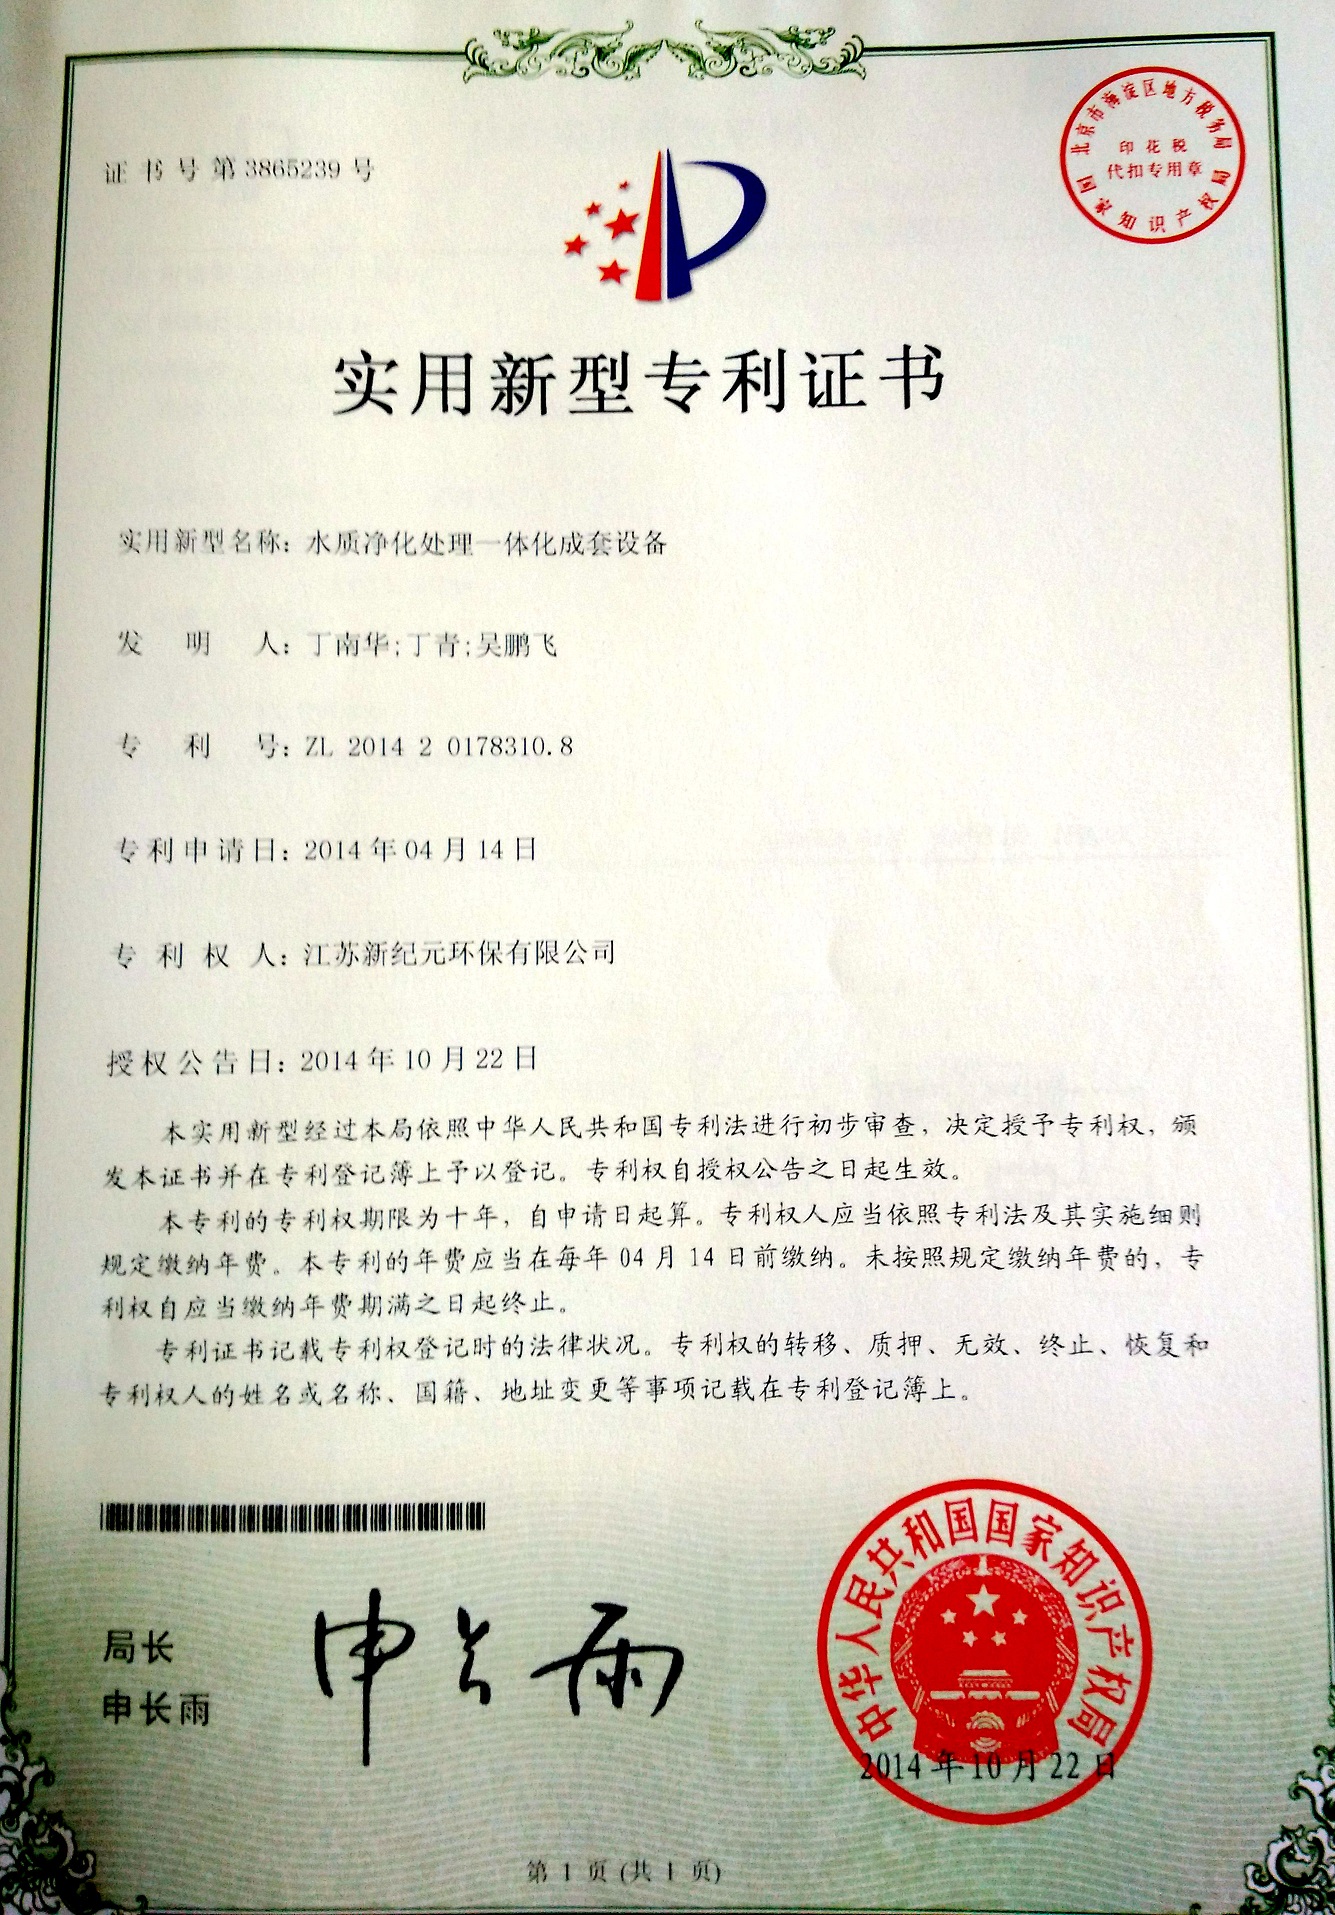 证书号第3865239号
北京市海淀区地方税务局
印花税
代扣专用章
国家知识产权局
实用新型专利证书
实用新型名称：水质净化处理一体化成套设备
发明人：丁南华;丁青;吴鹏飞
专利号：ZL 2014 2 0178310.8
专利申请日：2014年04月14日
专利权人：江苏新纪元环保有限公司
授权公告日：2014年10月22日
本实用新型经过本局依照中华人民共和国专利法进行初步审查，决定授予专利权，颁
发本证书并在专利登记簿上予以登记。专利权自授权公告之日起生效。
本专利的专利权期限为十年，自申请日起算。专利权人应当依照专利法及其实施细则
规定缴纳年费。本专利的年费应当在每年04月14日前缴纳。未按照规定缴纳年费的，专
利权自应当缴纳年费期满之日起终止。
专利证书记载专利权登记时的法律状况。专利权的转移、质押、无效、终止、恢复和
专利权人的姓名或名称、国籍、地址变更等事项记载在专利登记簿上。
局长
申长雨
申长雨
中华人民共和国国家知识产权局
2014年10月22日
第1页(共1页)